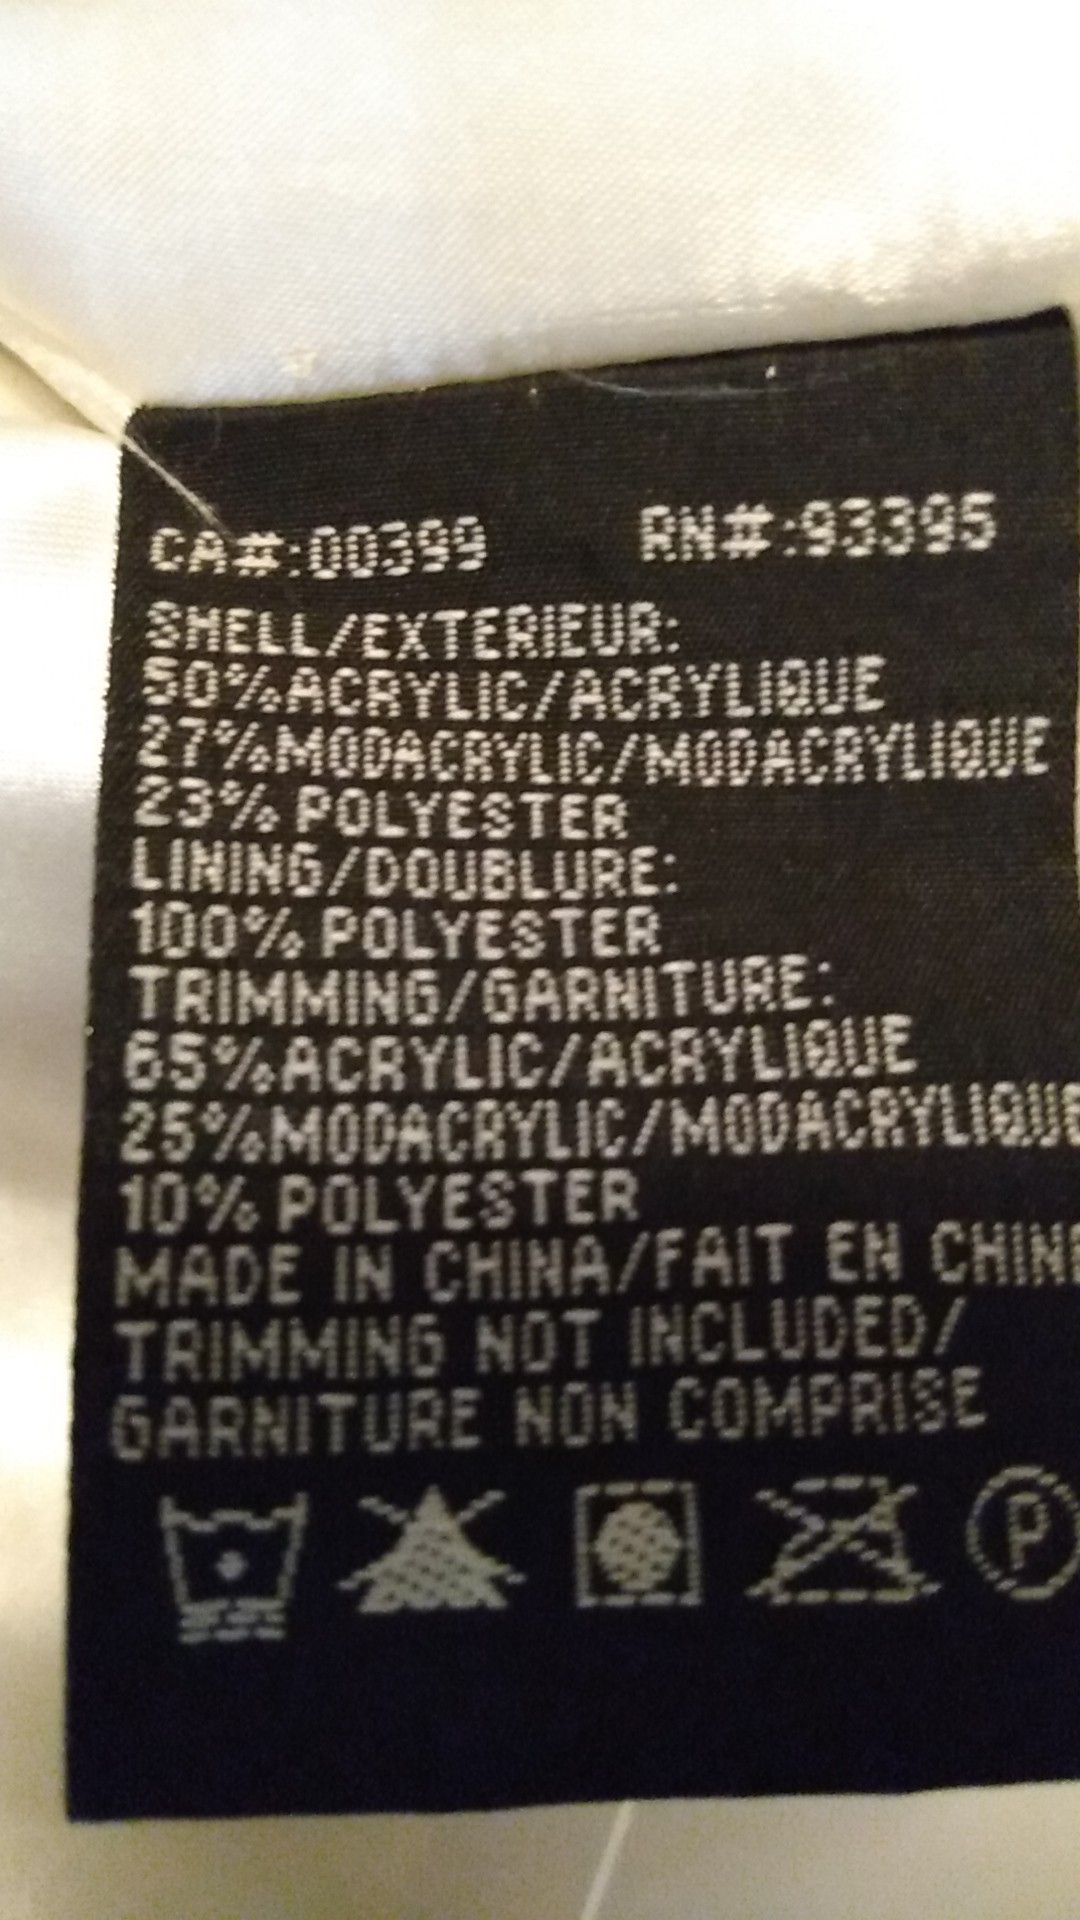 CA#:00399 RN#:93395
SHELL/EXTERIEUR:
50%ACRYLIC/ACRYLIQUE
27%MODACRYLIC/MODACRYLIQUE
23% POLYESTER
LINING/DOUBLURE:
100% POLYESTER
TRIMMING/GARNITURE:
65%ACRYLIC/ACRYLIQUE
25%MODACRYLIC/MODACRYLIQUE
10% POLYESTER
MADE IN CHINA/FAIT EN CHINE
TRIMMING NOT INCLUDED/
GARNITURE NON COMPRISE
P